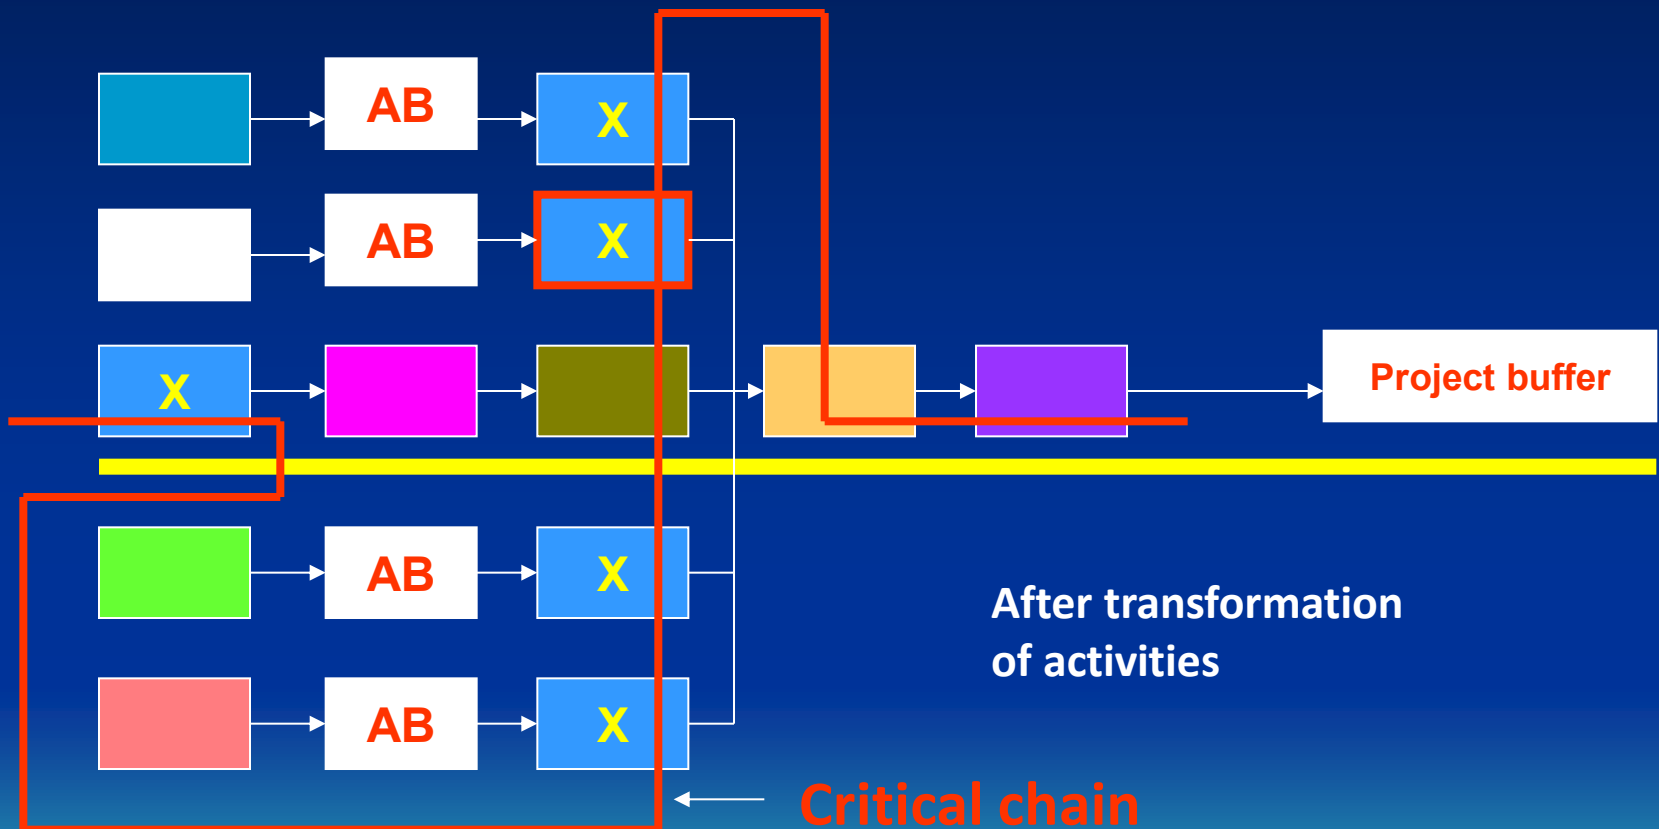 AB
X
AB
X
X
Project buffer
AB
X
After transformation
of activities
AB
X
Critical chain